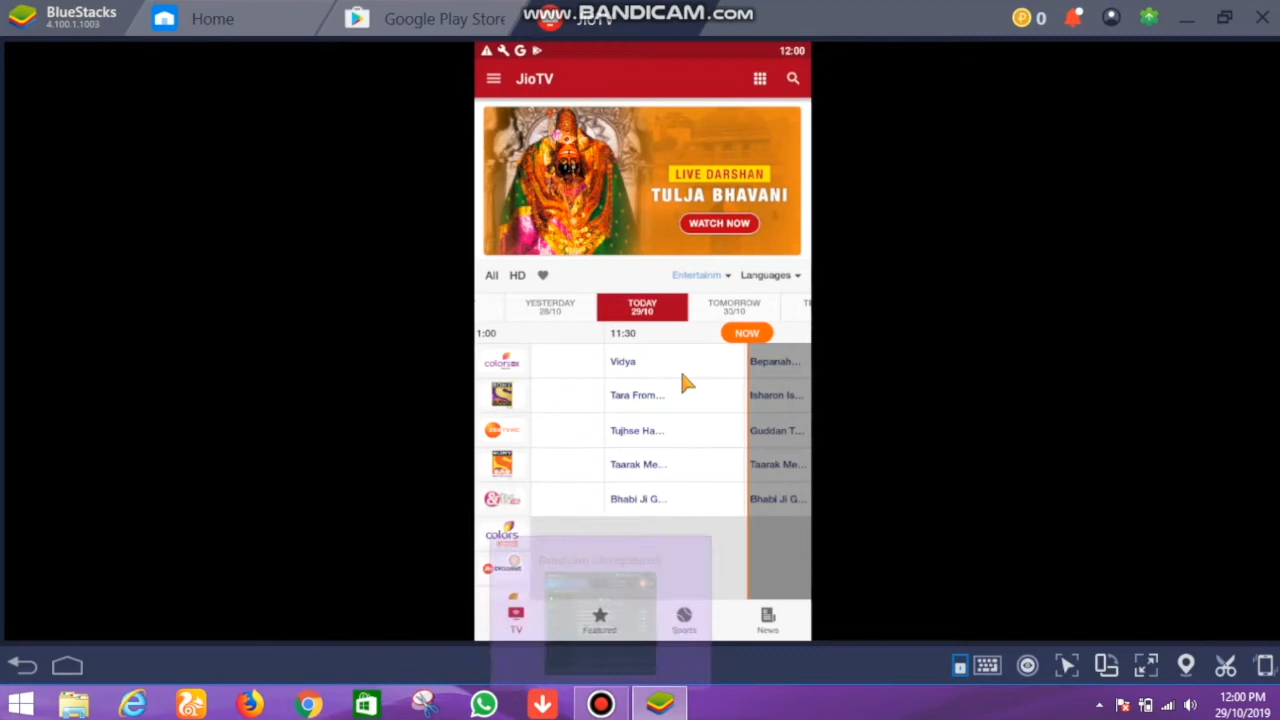 BlueStacks
4.100.1.1003
Home
Google Play Store
www.BANDICAM.com
0
12:00
JioTV
LIVE DARSHAN
TULJA BHAVANI
WATCH NOW
All HD Entertainm Languages
YESTERDAY
28/10
TODAY
29/10
TOMORROW
30/10
1:00 11:30 NOW
colors Vidya Bepanah...
Tara From... Isharon Is...
Tujhse Ha... Guddan T...
Taarak Me... Taarak Me...
Bhabi Ji G... Bhabi Ji G...
colors
TV Featured Sports News
12:00 PM
29/10/2019